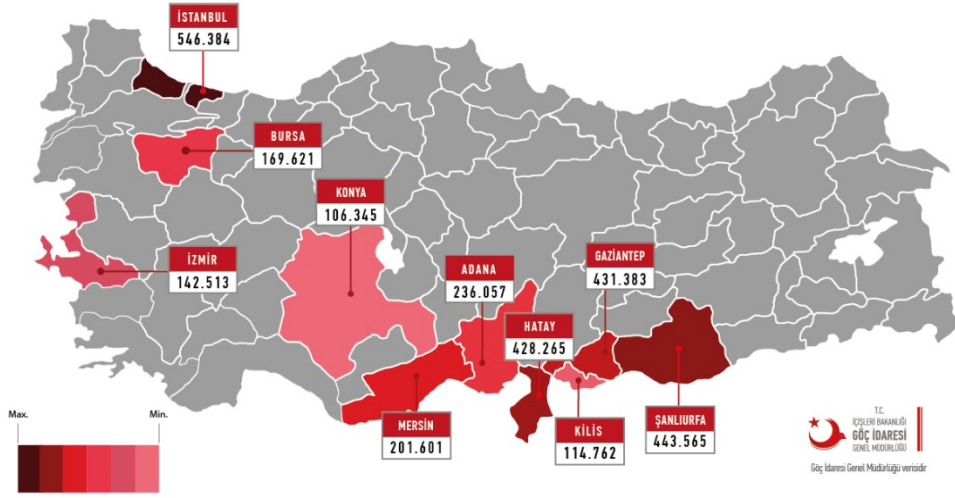 İSTANBUL
546.384
BURSA
169.621
KONYA
106.345
İZMİR
142.513
ADANA
236.057
GAZİANTEP
431.383
HATAY
428.265
MERSİN
201.601
KİLİS
114.762
ŞANLIURFA
443.565
Max.
Min.
T.C.
İÇİŞLERİ BAKANLIĞI
GÖÇ İDARESİ
GENEL MÜDÜRLÜĞÜ
Göç İdaresi Genel Müdürlüğü verisidir